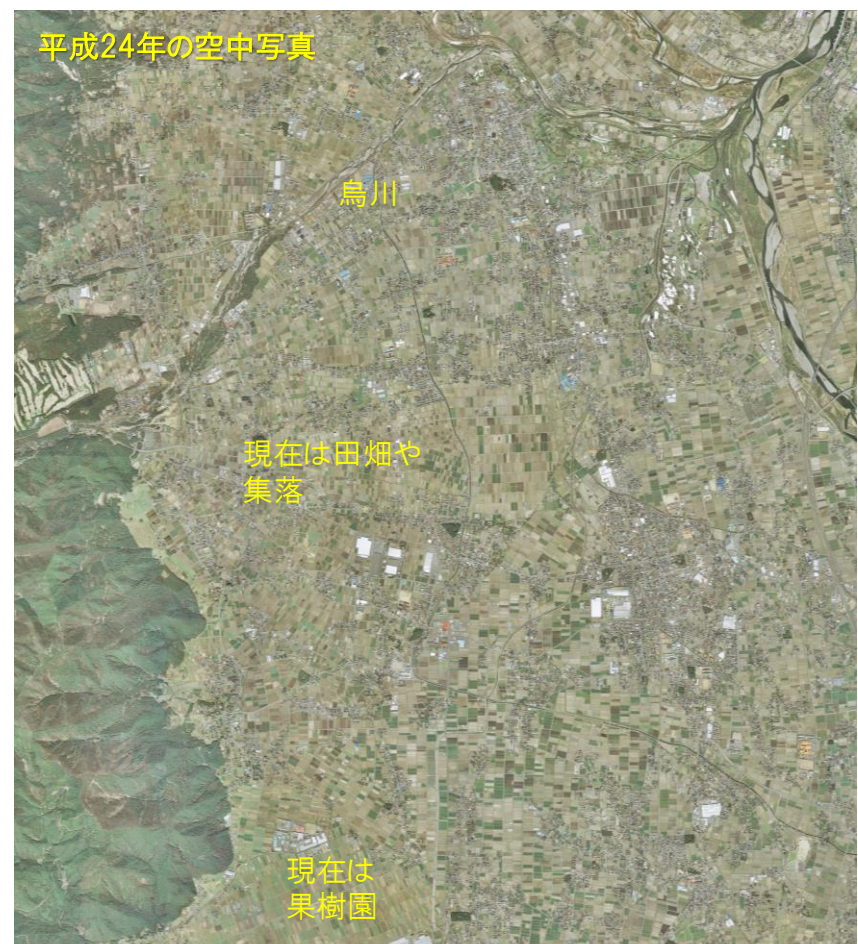 平成24年の空中写真
烏川
現在は田畑や
集落
現在は
果樹園